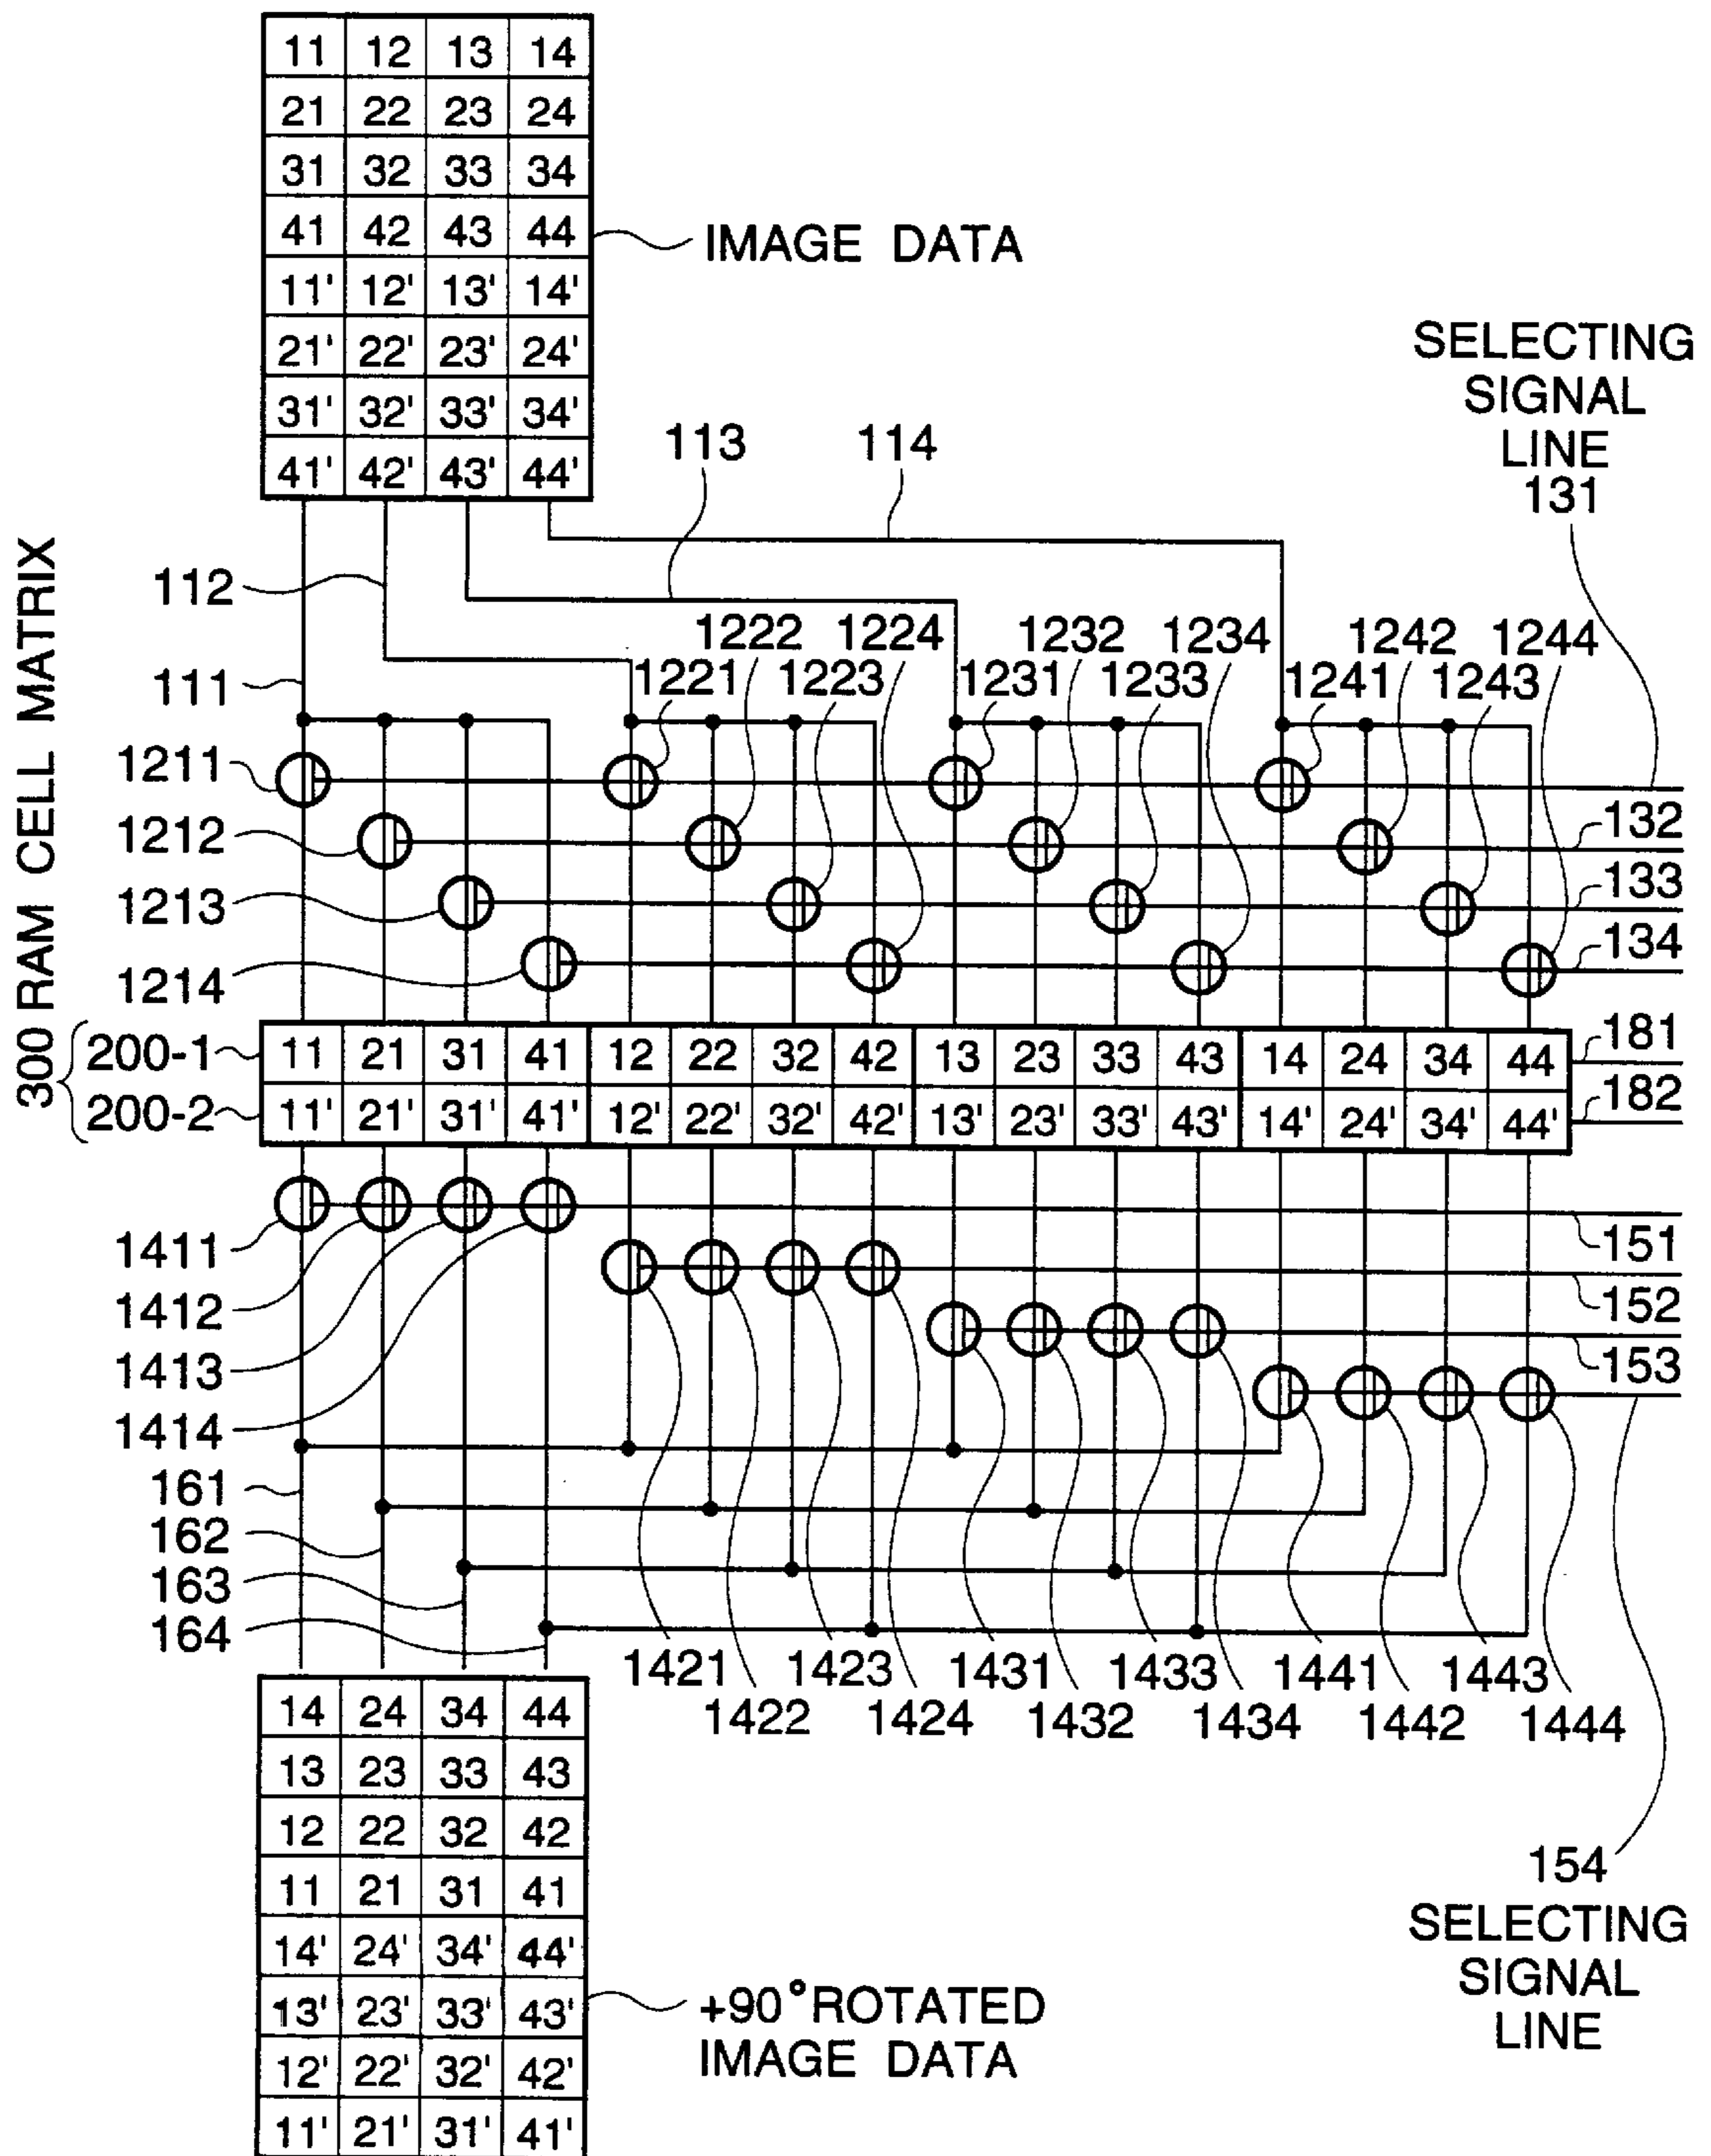 11 12 13 14
21 22 23 24
31 32 33 34
41 42 43 44
11' 12' 13' 14'
21' 22' 23' 24'
31' 32' 33' 34'
41' 42' 43' 44'
IMAGE DATA
SELECTING
SIGNAL
LINE
131
113 114
112
111
1222 1224 1232 1234 1242 1244
1221 1223 1231 1233 1241 1243
1211
1212
1213
1214
132
133
134
300 RAM CELL MATRIX
200-1 11 21 31 41 12 22 32 42 13 23 33 43 14 24 34 44 181
200-2 11' 21' 31' 41' 12' 22' 32' 42' 13' 23' 33' 43' 14' 24' 34' 44' 182
1411
1412
1413
1414
151
152
153
161
162
163
164
1421 1423 1431 1433 1441 1443
1422 1424 1432 1434 1442 1444
154
SELECTING
SIGNAL
LINE
14 24 34 44
13 23 33 43
12 22 32 42
11 21 31 41
14' 24' 34' 44'
13' 23' 33' 43'
12' 22' 32' 42'
11' 21' 31' 41'
+90°ROTATED
IMAGE DATA